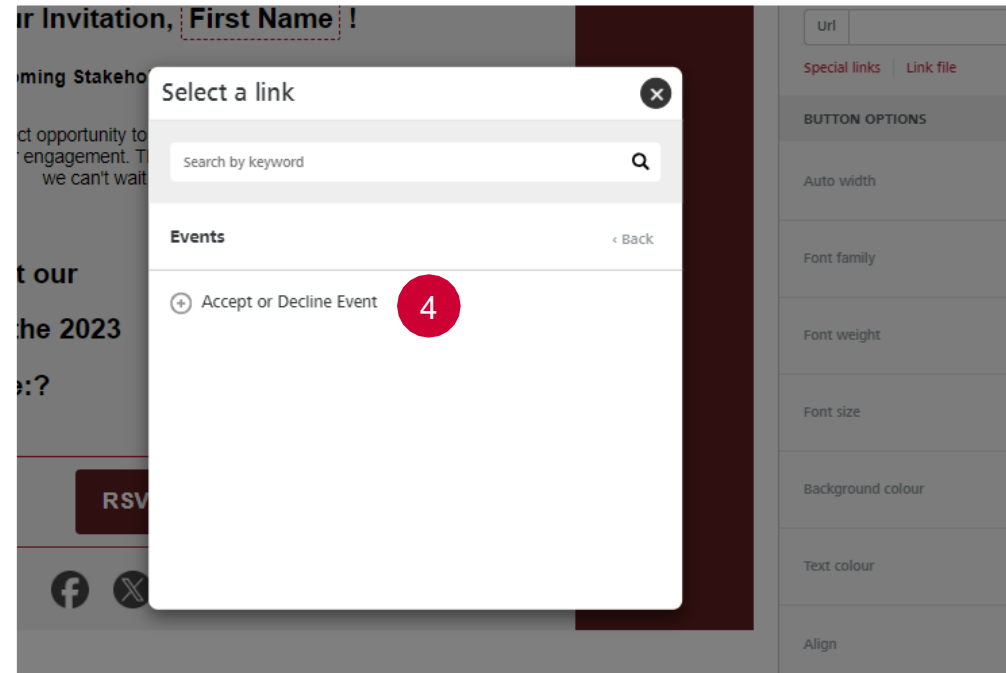 ur Invitation, First Name !
oming Stakeho
ct opportunity to
engagement. T
we can't wait
t our
the 2023
e:?
RSV
Select a link
Search by keyword
Events
‹ Back
Accept or Decline Event
4
Url
Special links
Link file
BUTTON OPTIONS
Auto width
Font family
Font weight
Font size
Background colour
Text colour
Align